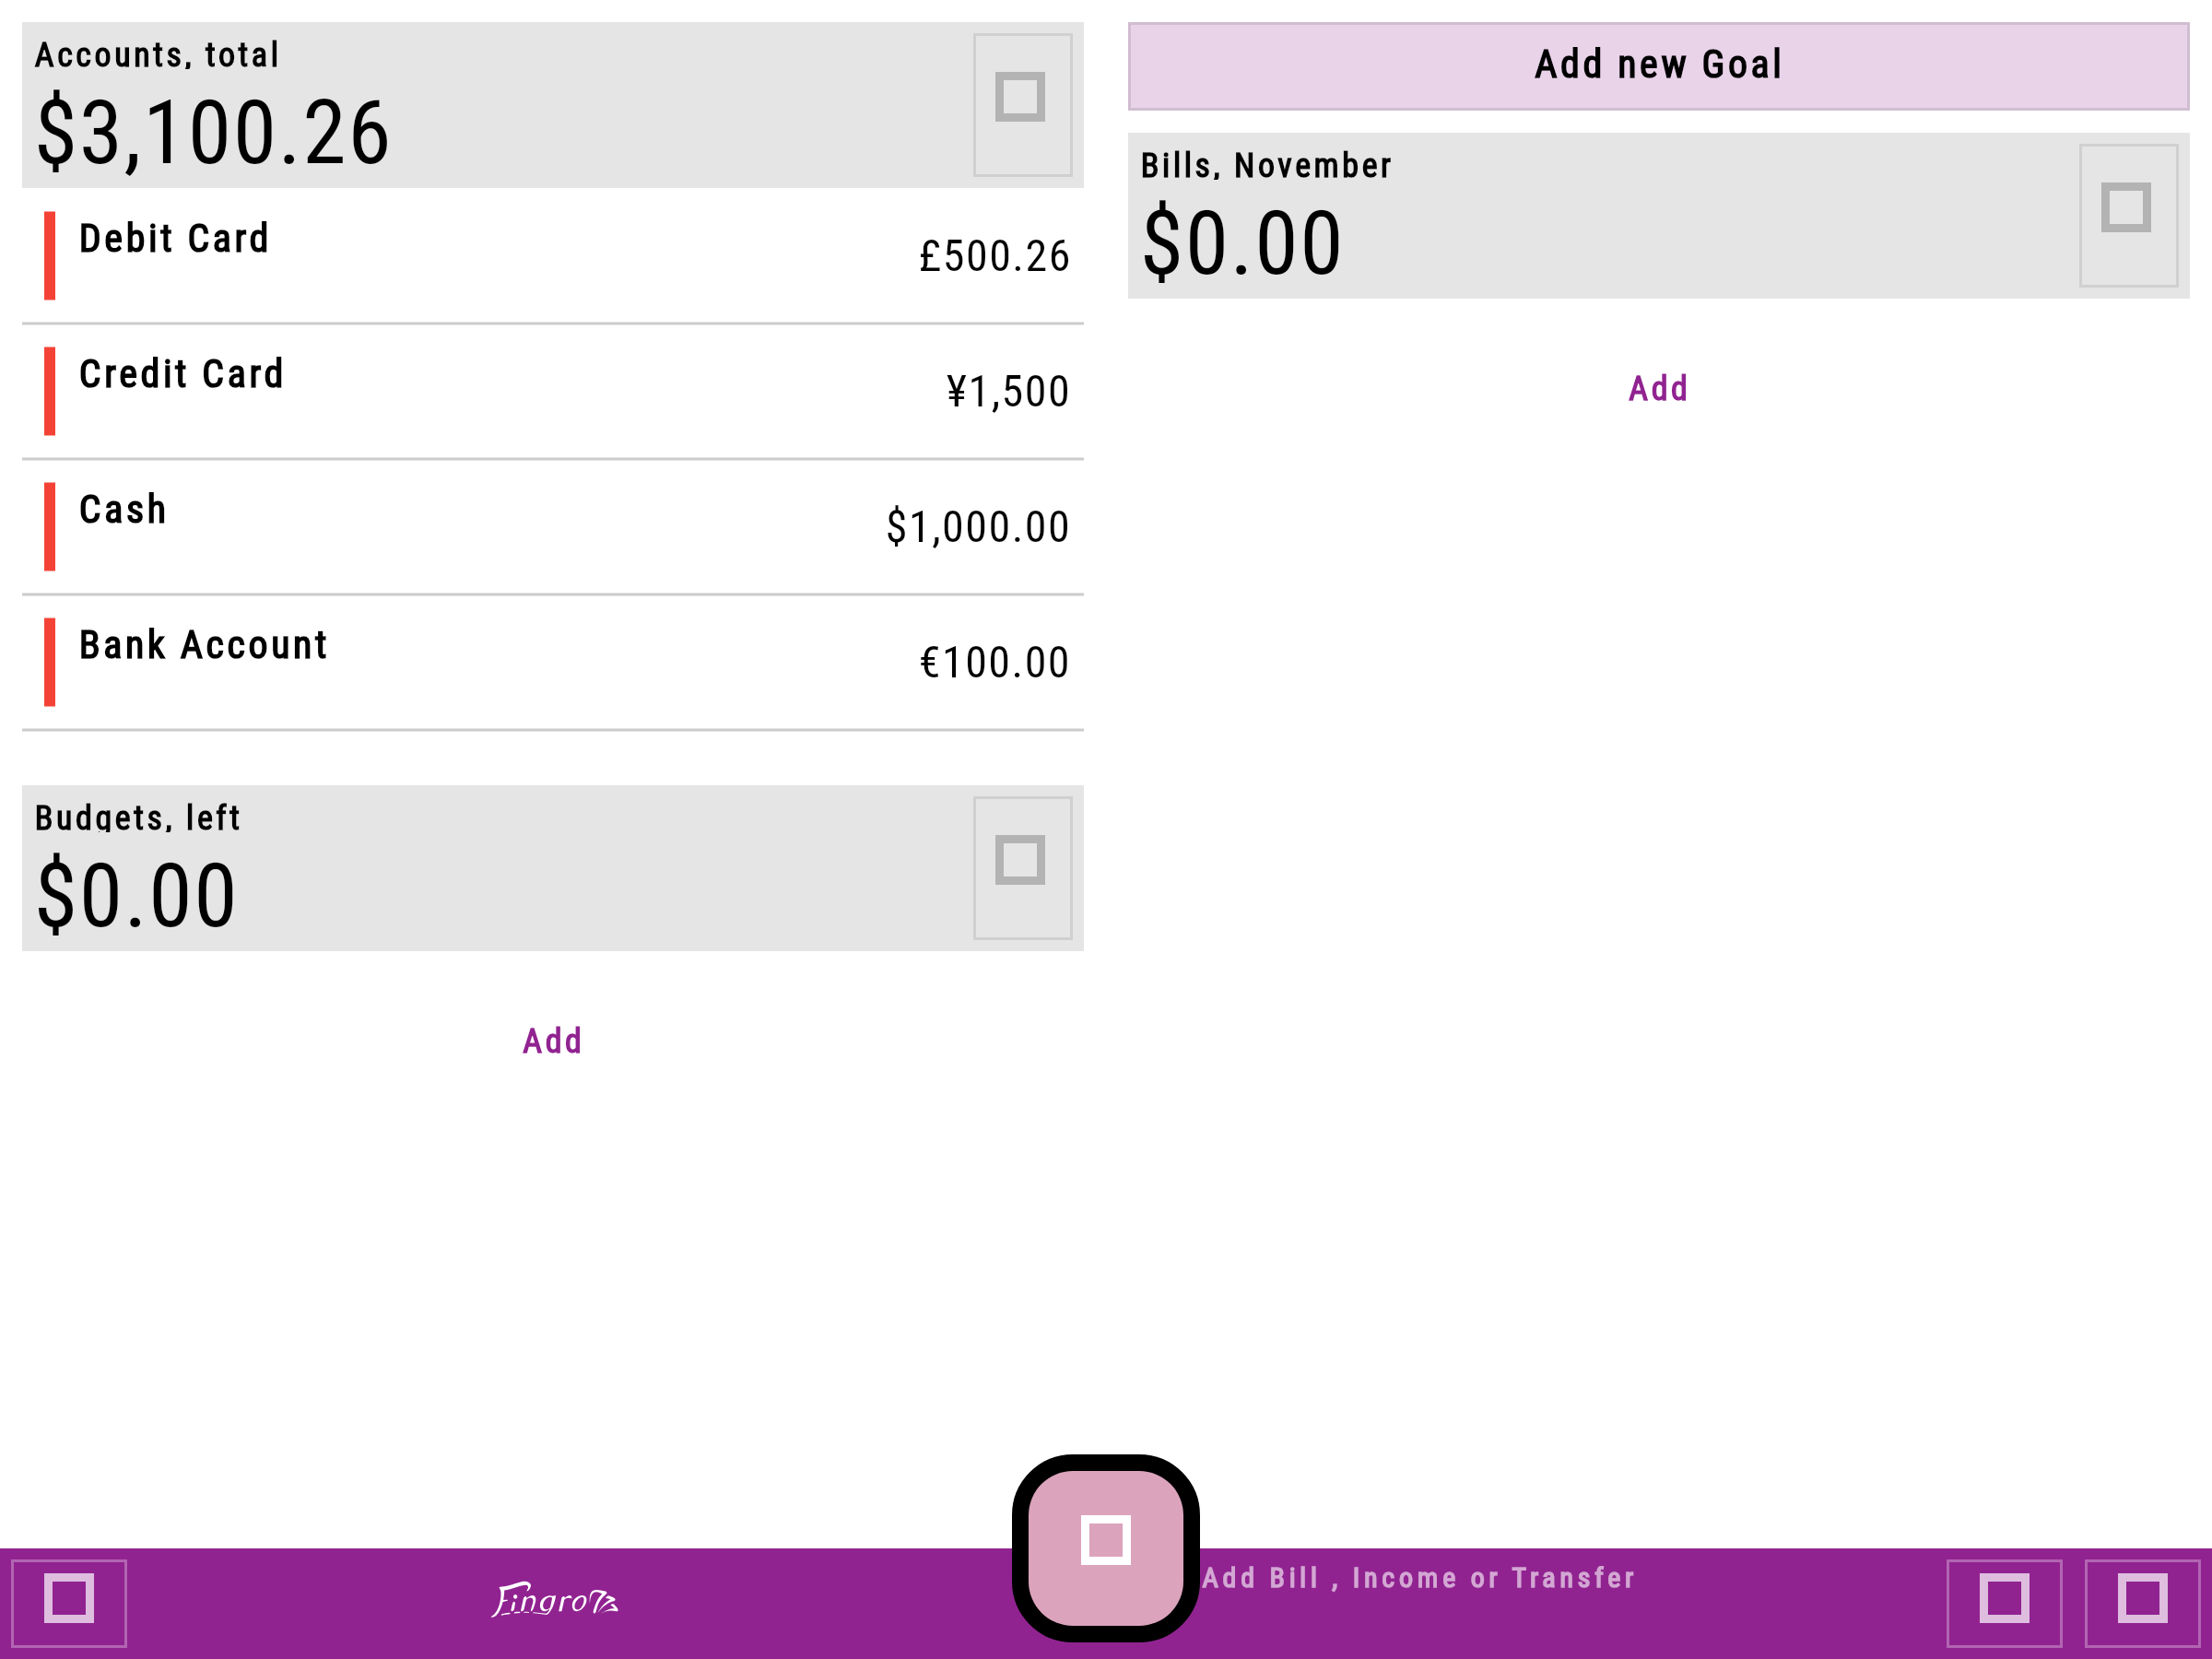 Accounts, total
$3,100.26
Debit Card
£500.26
Credit Card
¥1,500
Cash
$1,000.00
Bank Account
€100.00
Budgets, left
$0.00
Add
Add new Goal
Bills, November
$0.00
Add
Add Bill , Income or Transfer